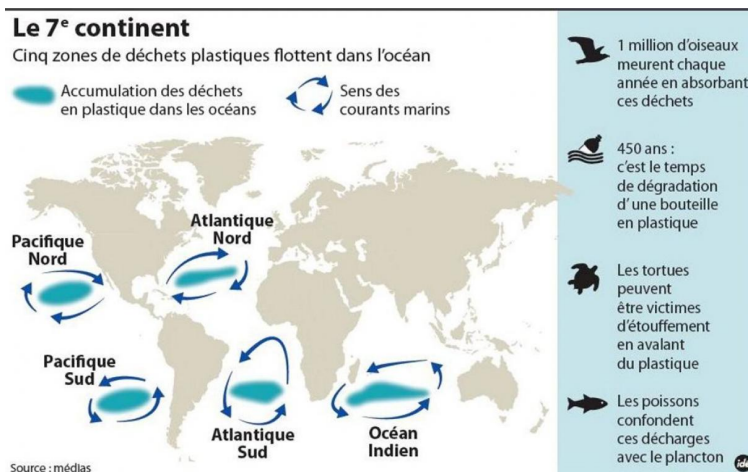 Le 7e continent
Cinq zones de déchets plastiques flottent dans l'océan
Accumulation des déchets
en plastique dans les océans
Sens des
courants marins
Atlantique
Nord
Pacifique
Nord
Pacifique
Sud
Atlantique
Sud
Océan
Indien
Source : médias
1 million d'oiseaux
meurent chaque
année en absorbant
ces déchets
450 ans :
c'est le temps
de dégradation
d'une bouteille
en plastique
Les tortues
peuvent
être victimes
d'étouffement
en avalant
du plastique
Les poissons
confondent
ces décharges
avec le plancton